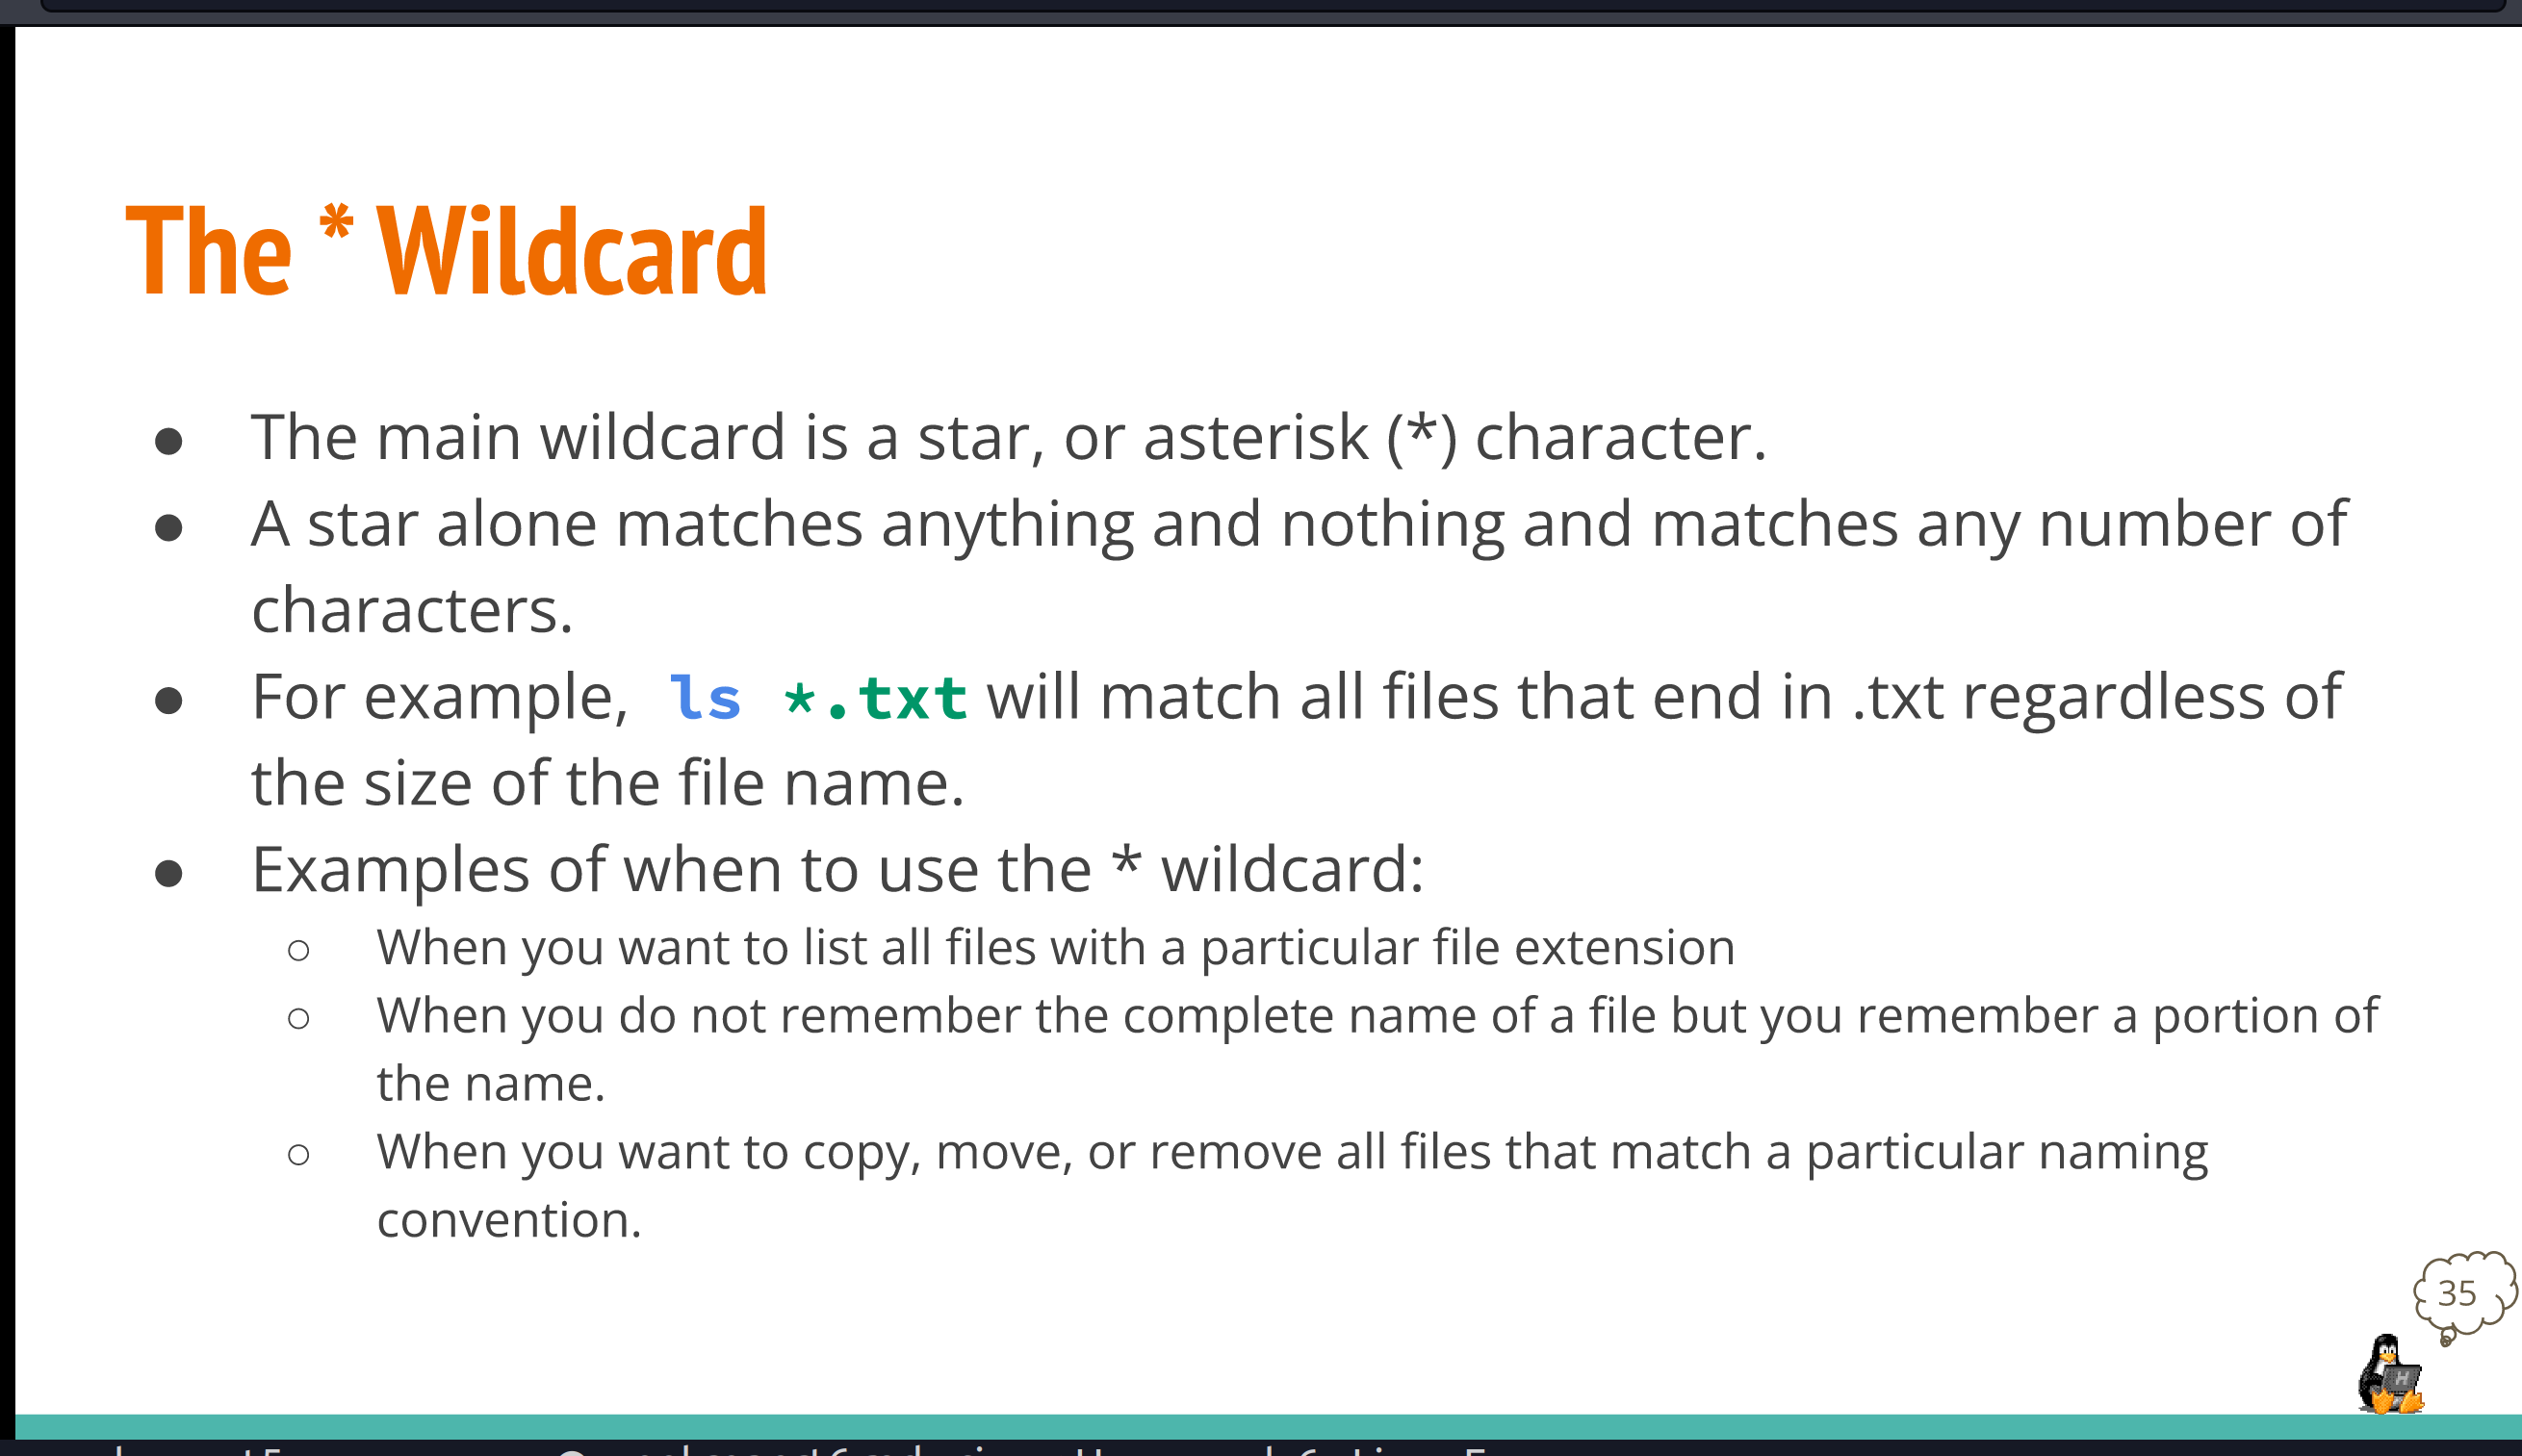 The * Wildcard
● The main wildcard is a star, or asterisk (*) character.
● A star alone matches anything and nothing and matches any number of
characters.
● For example, ls *.txt will match all files that end in .txt regardless of
the size of the file name.
● Examples of when to use the * wildcard:
○ When you want to list all files with a particular file extension
○ When you do not remember the complete name of a file but you remember a portion of
the name.
○ When you want to copy, move, or remove all files that match a particular naming
convention.
35
H